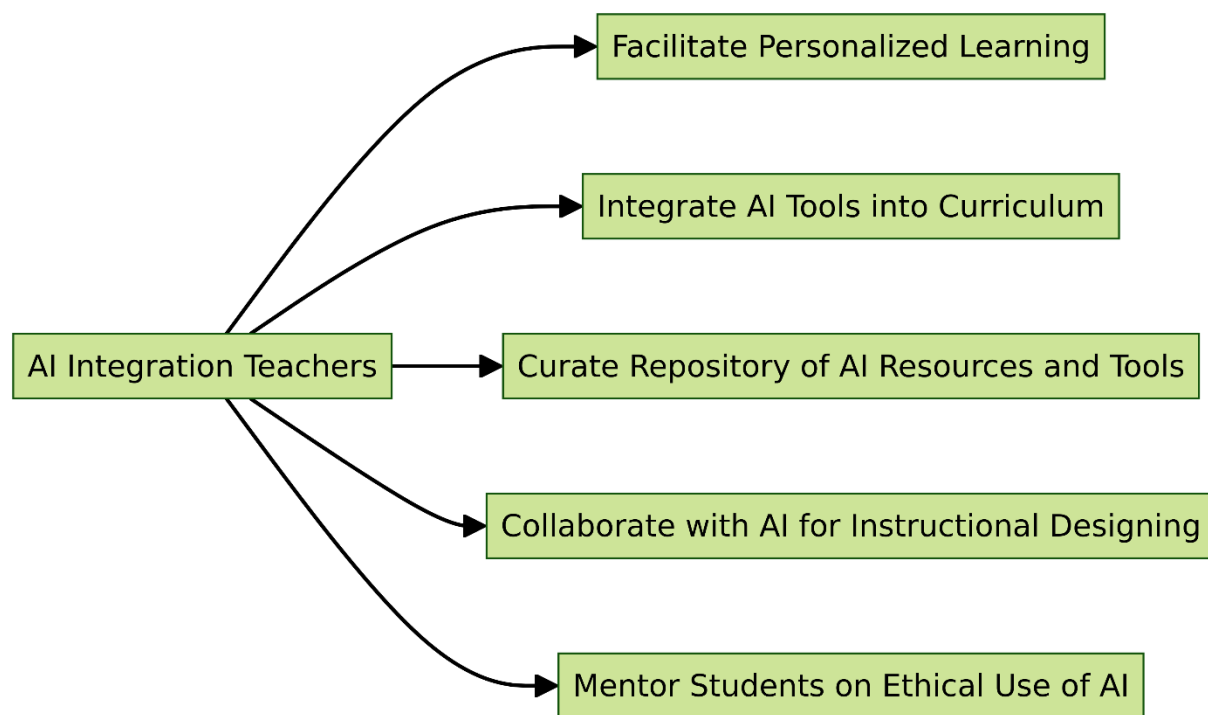 Facilitate Personalized Learning
Integrate AI Tools into Curriculum
AI Integration Teachers
Curate Repository of AI Resources and Tools
Collaborate with AI for Instructional Designing
Mentor Students on Ethical Use of AI